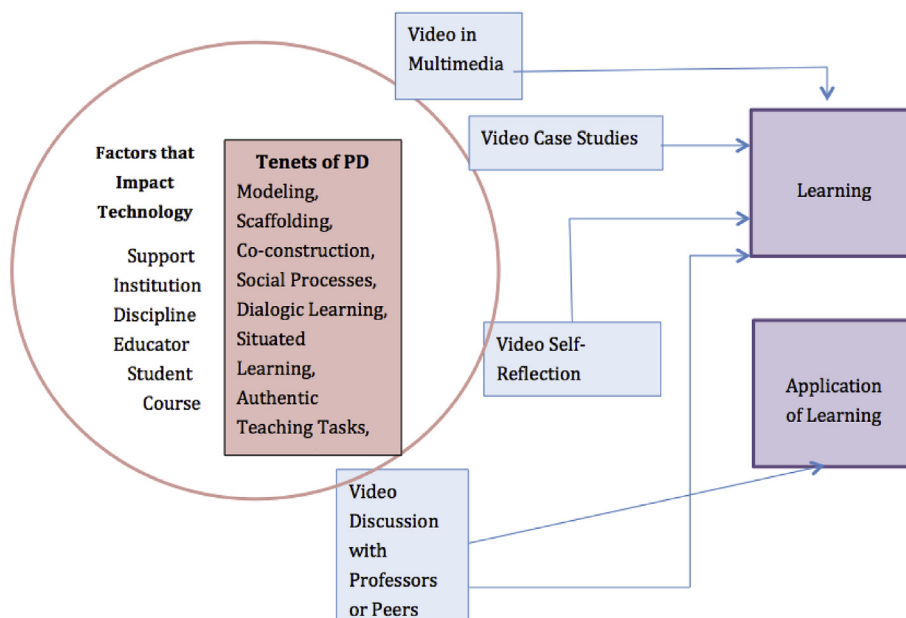 Video in
Multimedia
Video Case Studies
Learning
Factors that
Impact
Technology
Support
Institution
Discipline
Educator
Student
Course
Tenets of PD
Modeling,
Scaffolding,
Co-construction,
Social Processes,
Dialogic Learning,
Situated
Learning,
Authentic
Teaching Tasks,
Video Self-
Reflection
Application
of Learning
Video
Discussion
with
Professors
or Peers